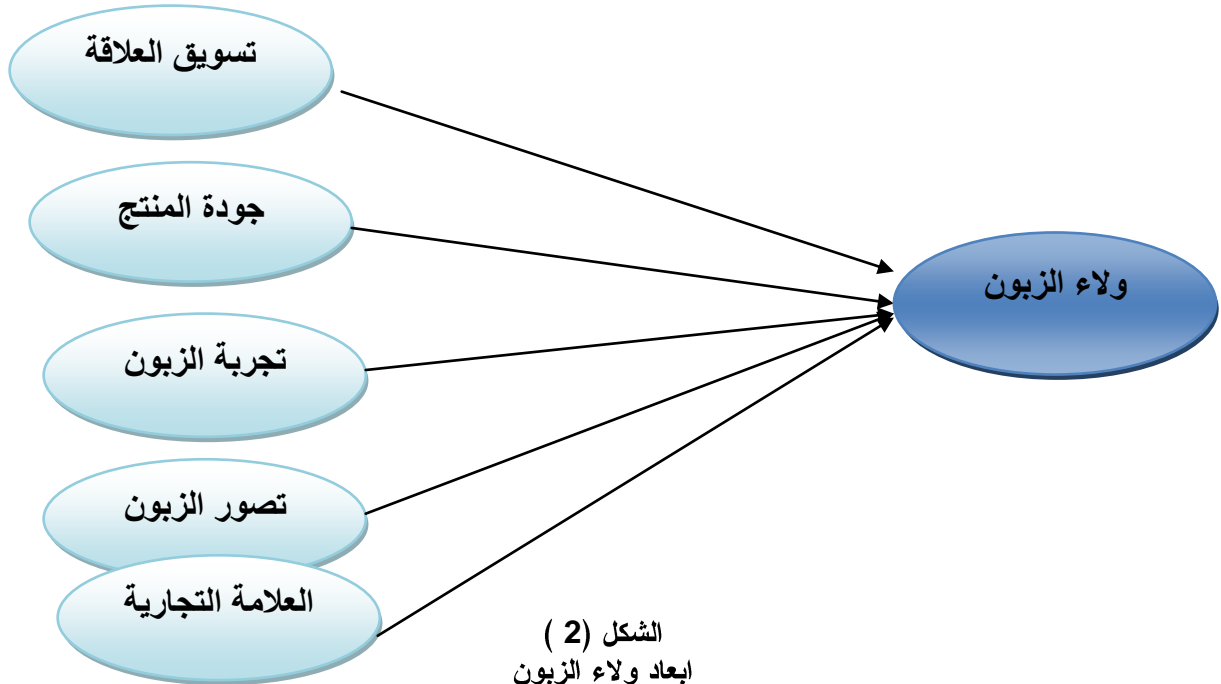 تسويق العلاقة
جودة المنتج
ولاء الزبون
تجربة الزبون
تصور الزبون
العلامة التجارية
الشكل (2 )
ابعاد ولاء الزبون